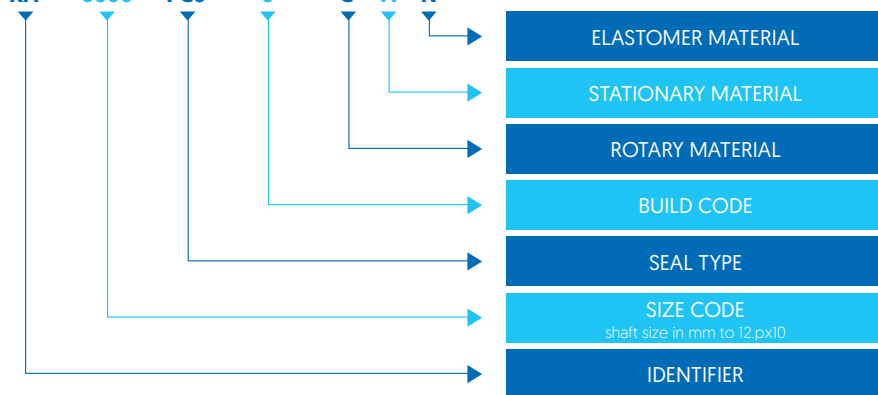 ELASTOMER MATERIAL
STATIONARY MATERIAL
ROTARY MATERIAL
BUILD CODE
SEAL TYPE
SIZE CODE
shaft size in mm to 12.px10
IDENTIFIER